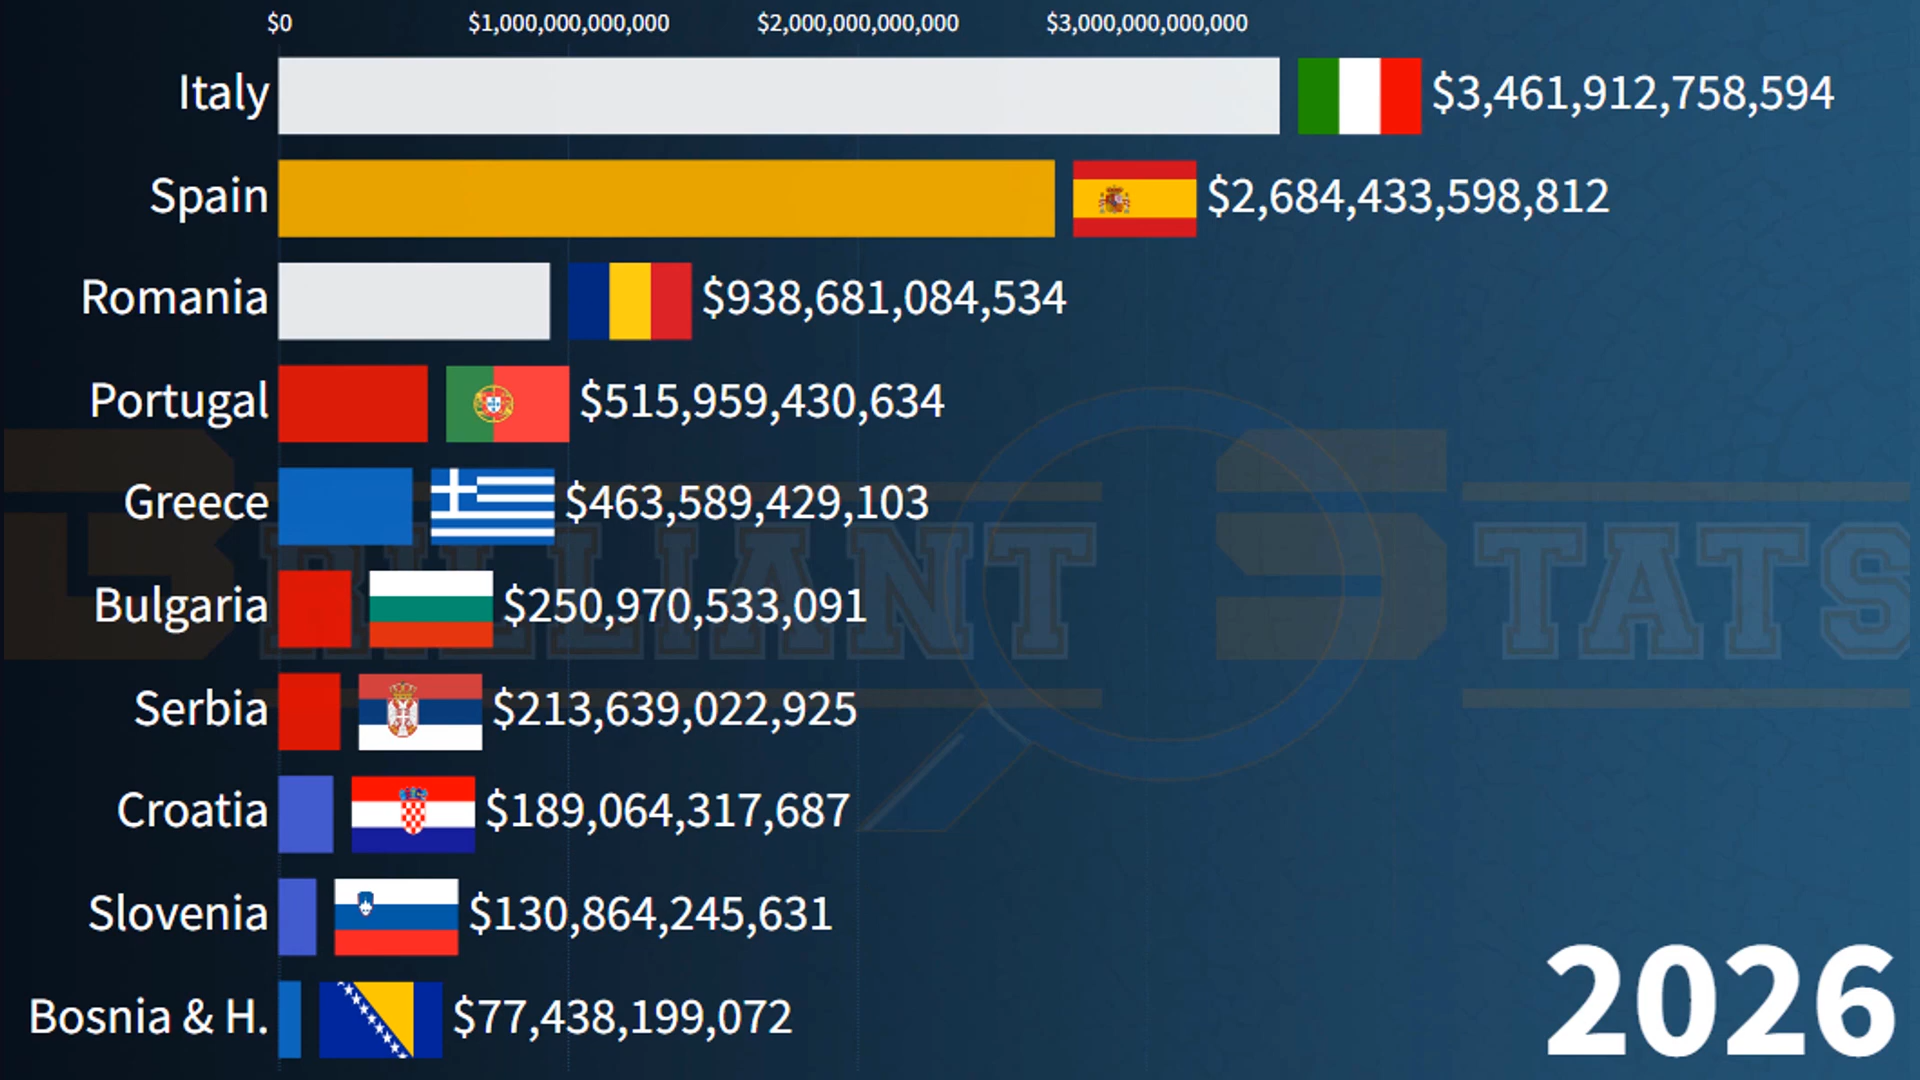 $0 $1,000,000,000,000 $2,000,000,000,000 $3,000,000,000,000
Italy $3,461,912,758,594
Spain $2,684,433,598,812
Romania $938,681,084,534
Portugal $515,959,430,634
Greece $463,589,429,103
Bulgaria $250,970,533,091
BRILLIANT STATS
Serbia $213,639,022,925
Croatia $189,064,317,687
Slovenia $130,864,245,631
Bosnia & H. $77,438,199,072
2026